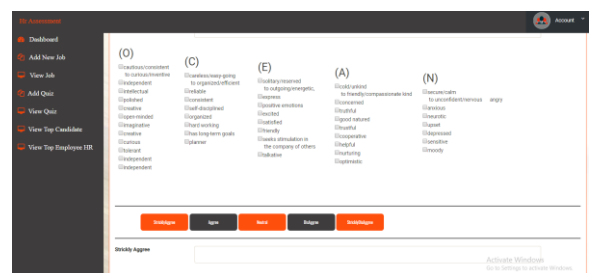 Hr Assessment
Account
Dashboard
Add New Job
View Job
Add Quiz
View Quiz
View Top Candidate
View Top Employee HR
(O)
cautious/consistent
to curious/inventive
independent
intellectual
polished
creative
open-minded
imaginative
creative
curious
tolerant
independent
independent
(C)
careless/easy-going
to organized/efficient
reliable
consistent
self-disciplined
organized
hard working
has long-term goals
planner
(E)
solitary/reserved
to outgoing/energetic,
express
positive emotions
excited
satisfied
friendly
seeks stimulation in
the company of others
talkative
(A)
cold/unkind
to friendly/compassionate kind
concerned
truthful
good natured
trustful
cooperative
helpful
nurturing
optimistic
(N)
secure/calm
to unconfident/nervous angry
anxious
neurotic
upset
depressed
sensitive
moody
StricklyAgree Agree Neutral Disagree StricklyDisagree
Strickly Aggree
Activate Windows
Go to Settings to activate Windows.